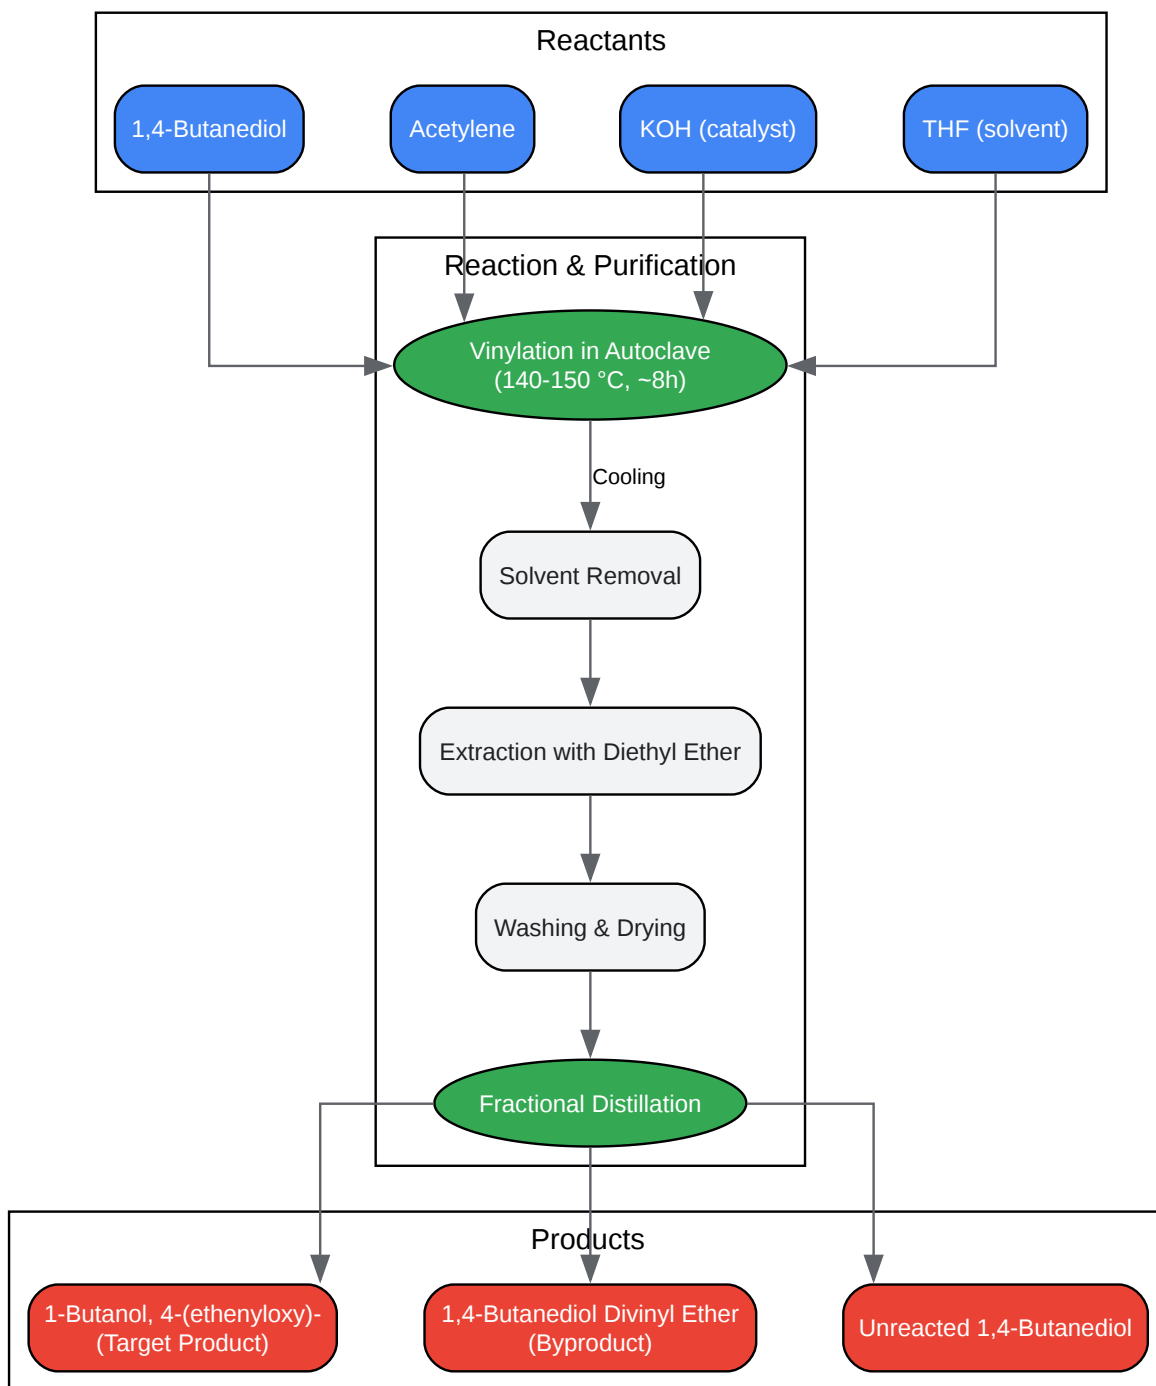 Reactants
1,4-Butanediol
Acetylene
KOH (catalyst)
THF (solvent)
Reaction & Purification
Vinylation in Autoclave
(140-150 °C, ~8h)
Cooling
Solvent Removal
Extraction with Diethyl Ether
Washing & Drying
Fractional Distillation
Products
1-Butanol, 4-(ethenyloxy)-
(Target Product)
1,4-Butanediol Divinyl Ether
(Byproduct)
Unreacted 1,4-Butanediol